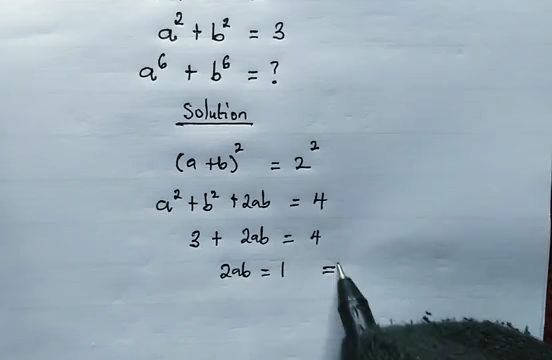 a² + b² = 3
a⁶ + b⁶ = ?
Solution
(a + b)² = 2²
a² + b² + 2ab = 4
3 + 2ab = 4
2ab = 1 =